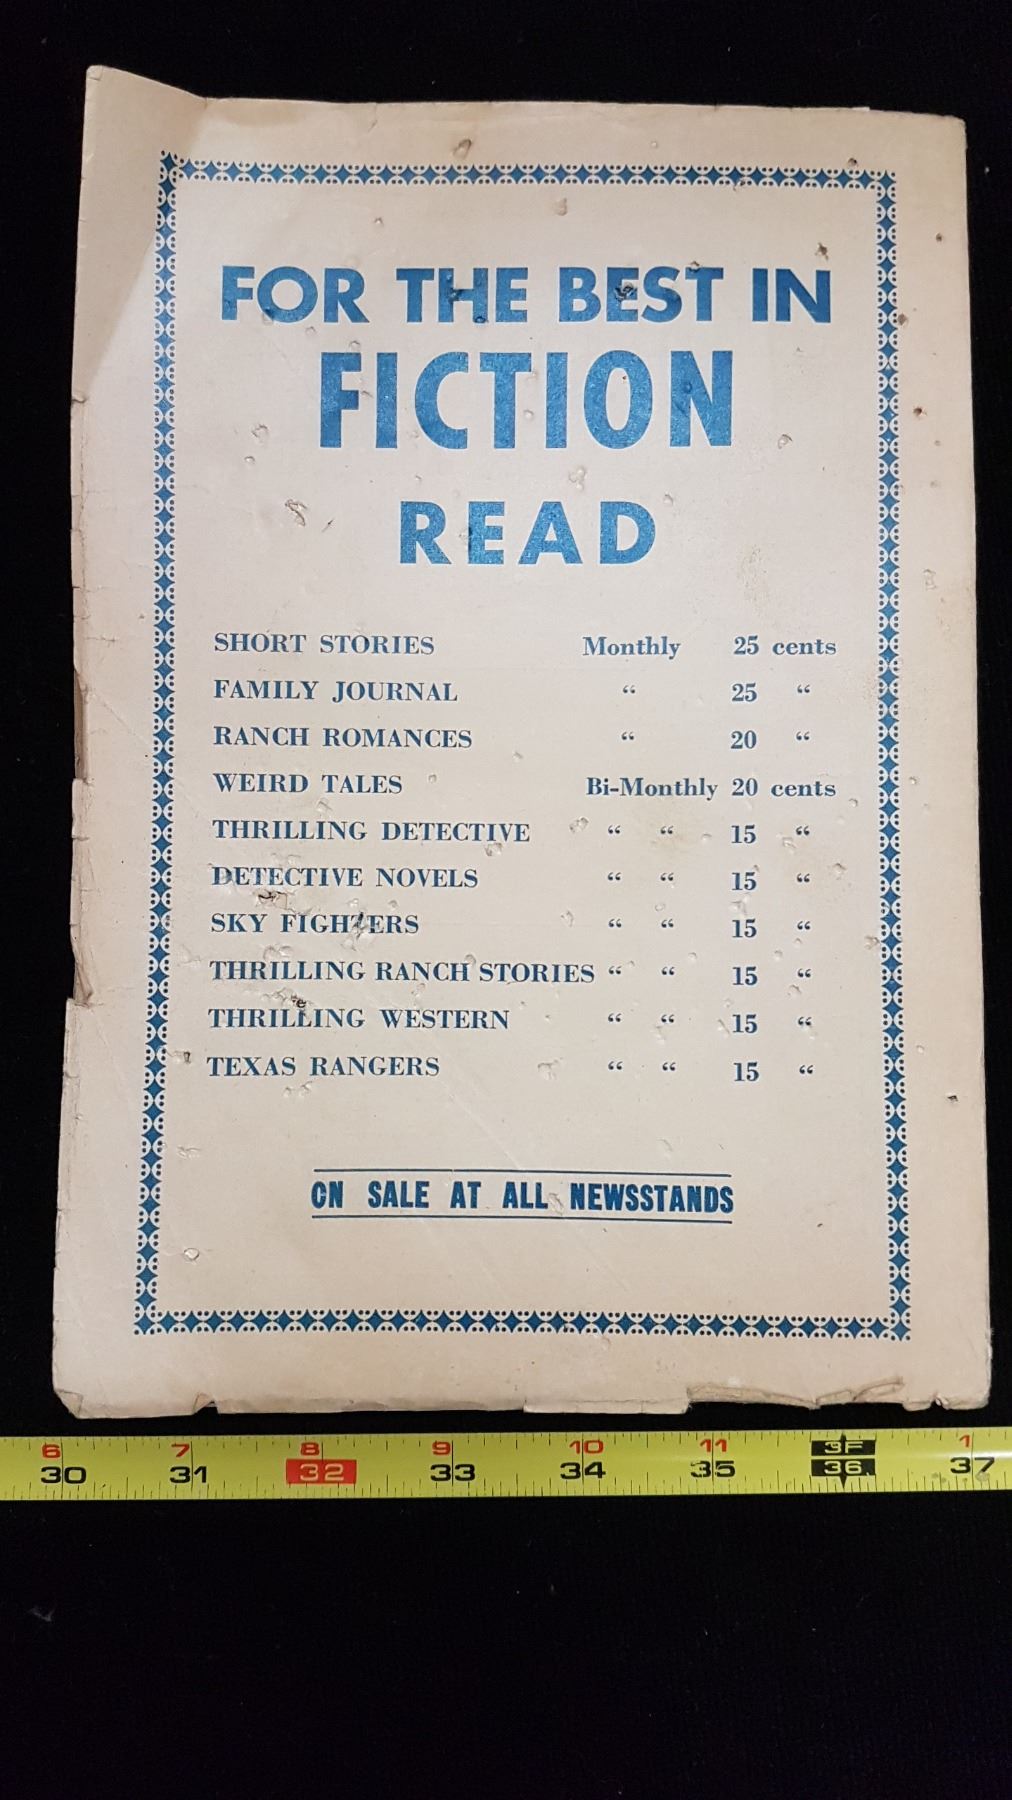 FOR THE BEST IN
FICTION
READ
SHORT STORIES Monthly 25 cents
FAMILY JOURNAL “ 25 “
RANCH ROMANCES “ 20 “
WEIRD TALES Bi-Monthly 20 cents
THRILLING DETECTIVE “ “ 15 “
DETECTIVE NOVELS “ “ 15 “
SKY FIGHTERS “ “ 15 “
THRILLING RANCH STORIES “ “ 15 “
THRILLING WESTERN “ “ 15 “
TEXAS RANGERS “ “ 15 “
ON SALE AT ALL NEWSSTANDS
6 7 8 9 10 11 3F 1
30 31 32 33 34 35 36 37